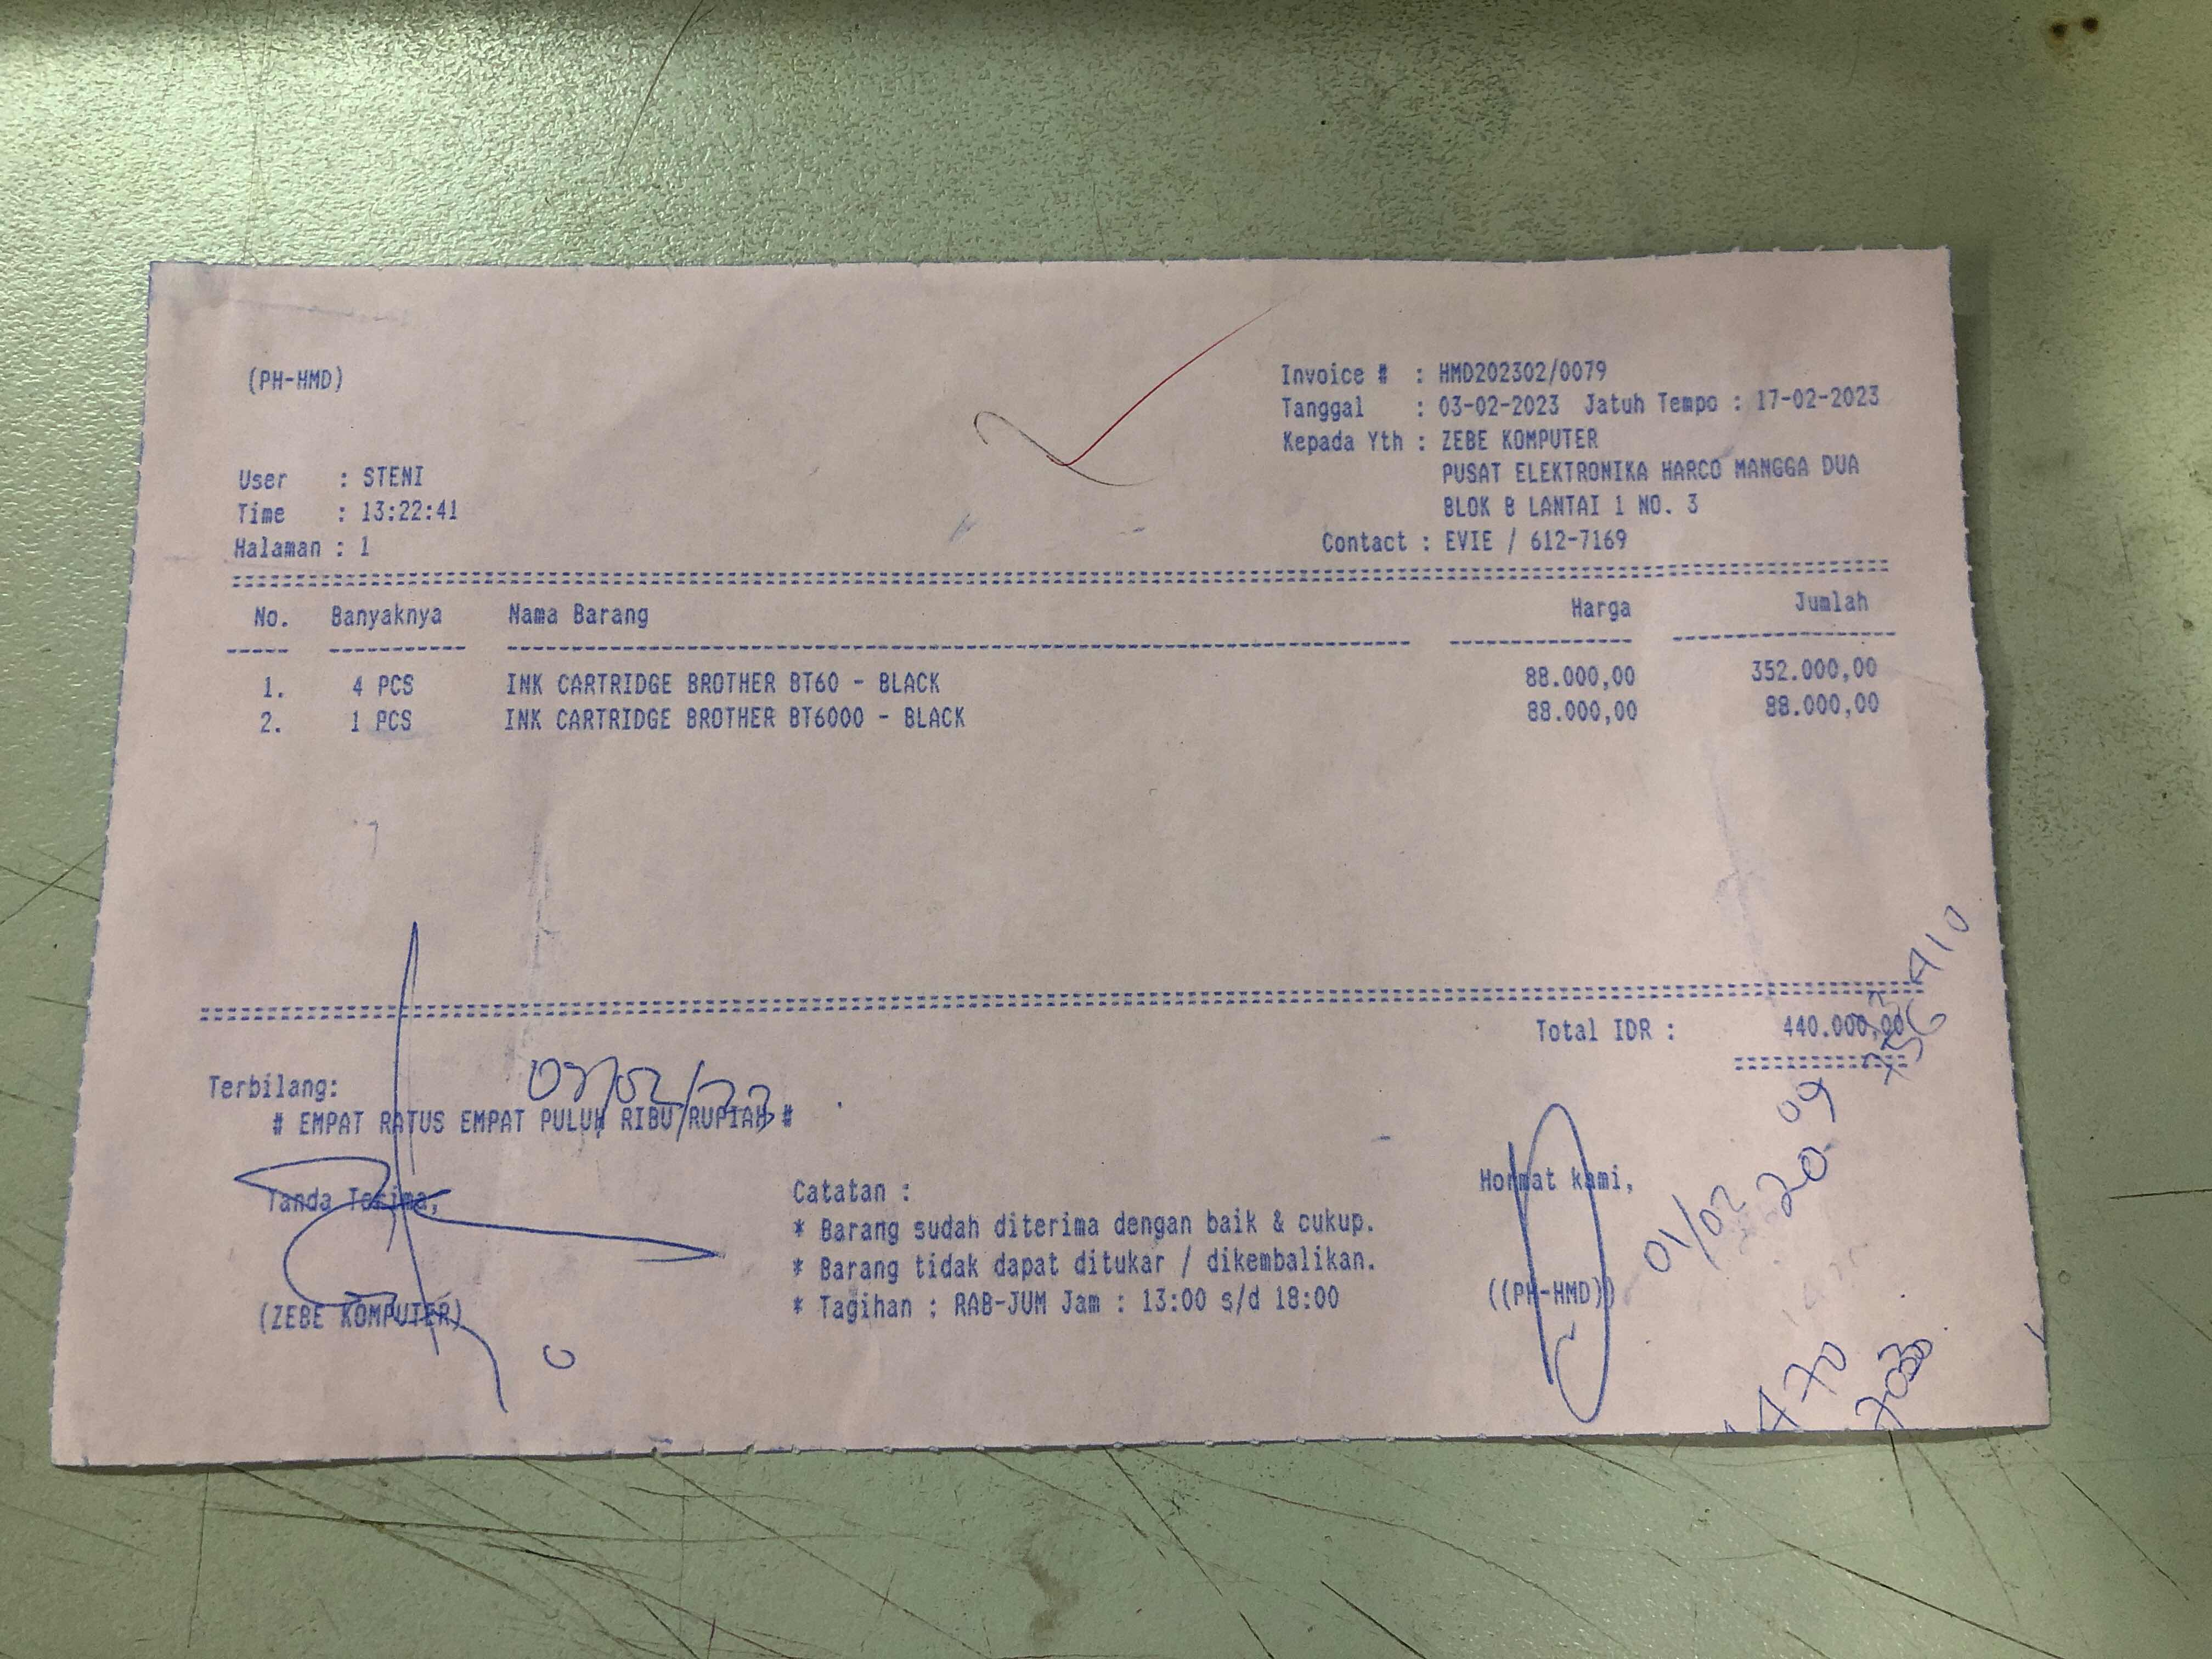 (PH-HMD)
User : STENI
Time : 13:22:41
Halaman : 1
Invoice # : HMD202302/0079
Tanggal : 03-02-2023 Jatuh Tempo : 17-02-2023
Kepada Yth : ZEBE KOMPUTER
PUSAT ELEKTRONIKA HARCO MANGGA DUA
BLOK B LANTAI 1 NO. 3
Contact : EVIE / 612-7169
No. Banyaknya Nama Barang Harga Jumlah
1. 4 PCS INK CARTRIDGE BROTHER BT60 - BLACK 88.000,00 352.000,00
2. 1 PCS INK CARTRIDGE BROTHER BT6000 - BLACK 88.000,00 88.000,00
Total IDR : 440.000,00
Terbilang:
# EMPAT RATUS EMPAT PULUH RIBU RUPIAH #
Tanda Terima,
(ZEBE KOMPUTER)
Catatan :
* Barang sudah diterima dengan baik & cukup.
* Barang tidak dapat ditukar / dikembalikan.
* Tagihan : RAB-JUM Jam : 13:00 s/d 18:00
Hormat kami,
((PH-HMD))
01/02
20 09